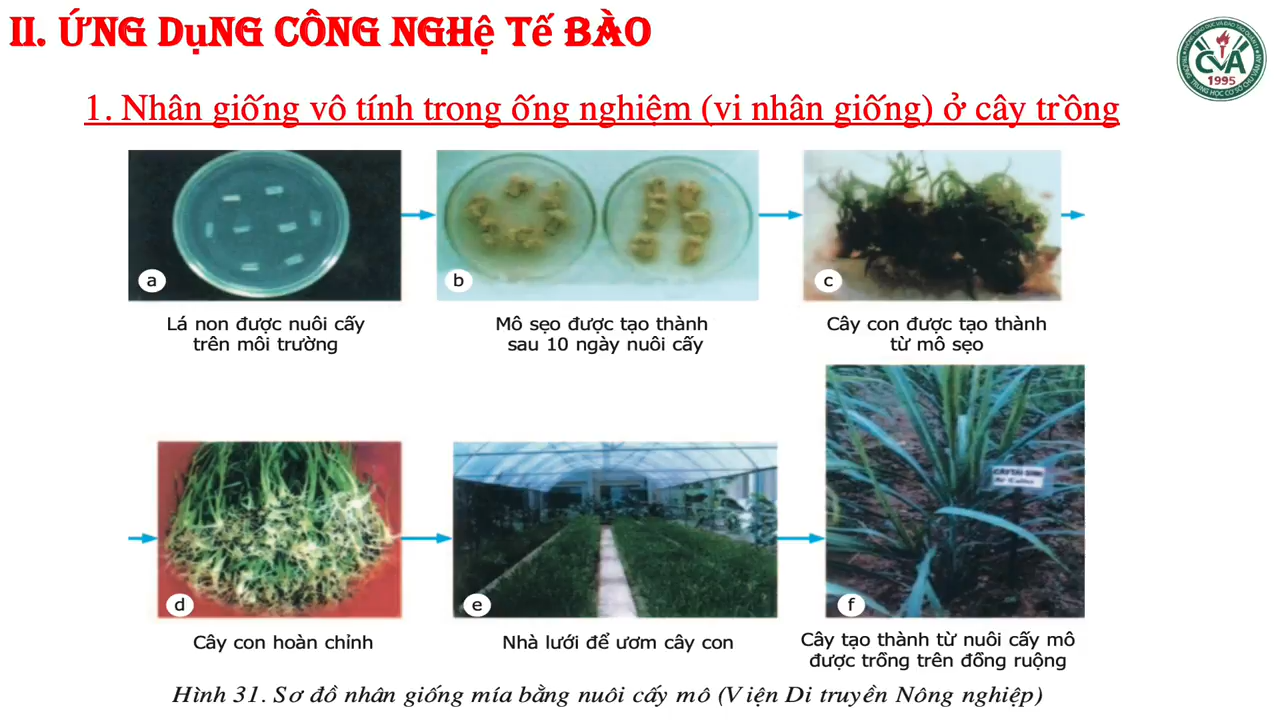 II. ỨNG DỤNG CÔNG NGHỆ TẾ BÀO
CVA
1995
1. Nhân giống vô tính trong ống nghiệm (vi nhân giống) ở cây trồng
a
b
c
Lá non được nuôi cấy
trên môi trường
Mô sẹo được tạo thành
sau 10 ngày nuôi cấy
Cây con được tạo thành
từ mô sẹo
d
e
f
Cây con hoàn chỉnh
Nhà lưới để ươm cây con
Cây tạo thành từ nuôi cấy mô
được trồng trên đồng ruộng
Hình 31. Sơ đồ nhân giống mía bằng nuôi cấy mô (Viện Di truyền Nông nghiệp)